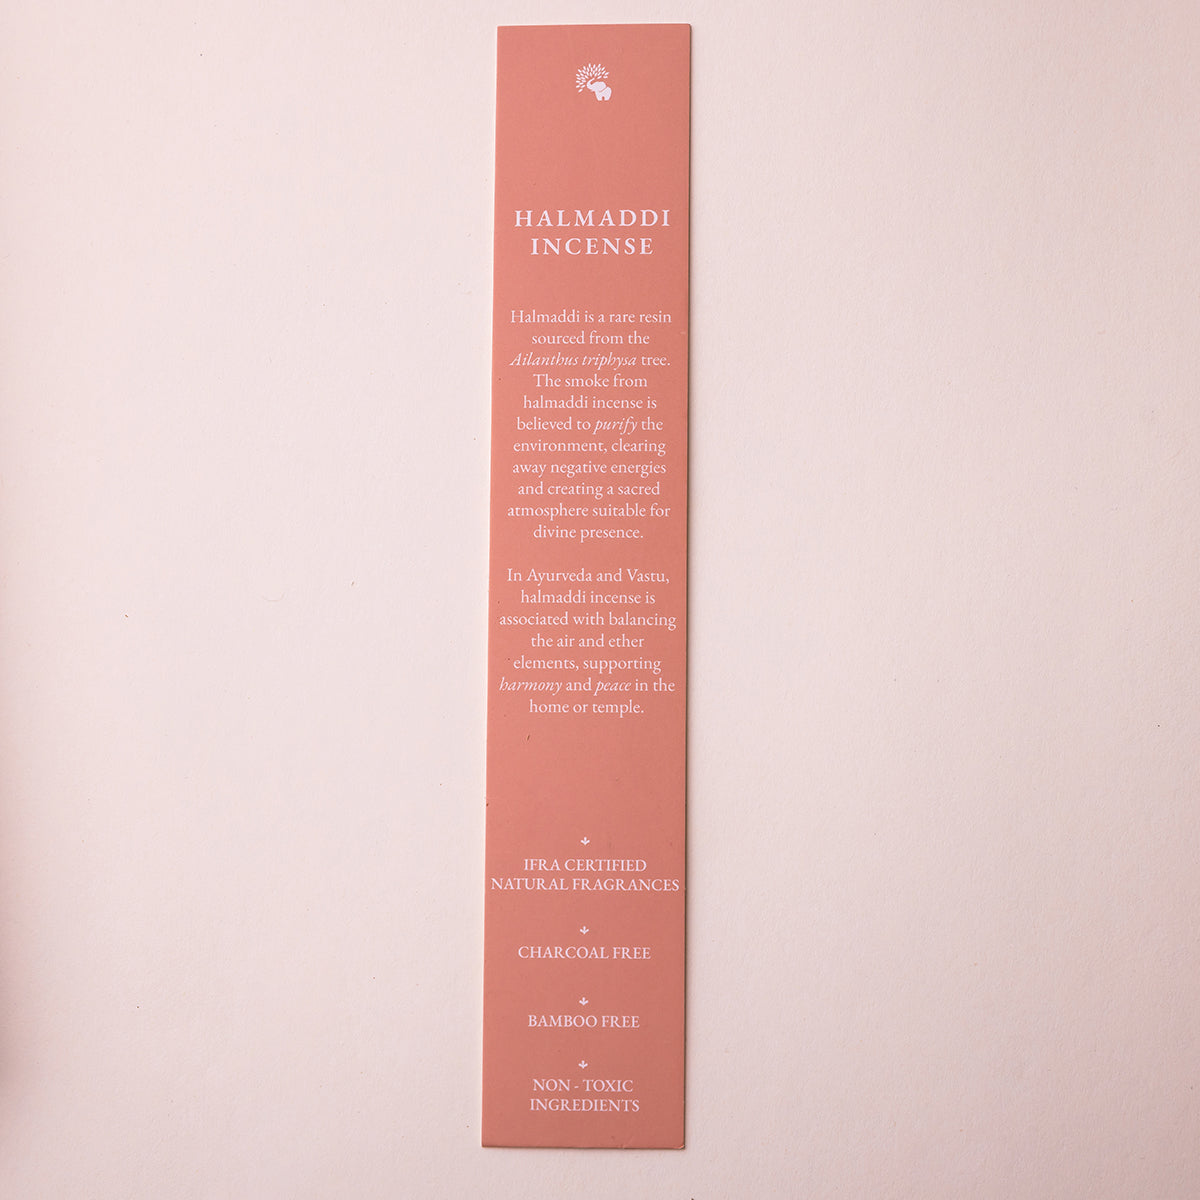 HALMADDI
INCENSE
Halmaddi is a rare resin
sourced from the
Ailanthus triphysa tree.
The smoke from
halmaddi incense is
believed to purify the
environment, clearing
away negative energies
and creating a sacred
atmosphere suitable for
divine presence.
In Ayurveda and Vastu,
halmaddi incense is
associated with balancing
the air and ether
elements, supporting
harmony and peace in the
home or temple.
IFRA CERTIFIED
NATURAL FRAGRANCES
CHARCOAL FREE
BAMBOO FREE
NON - TOXIC
INGREDIENTS